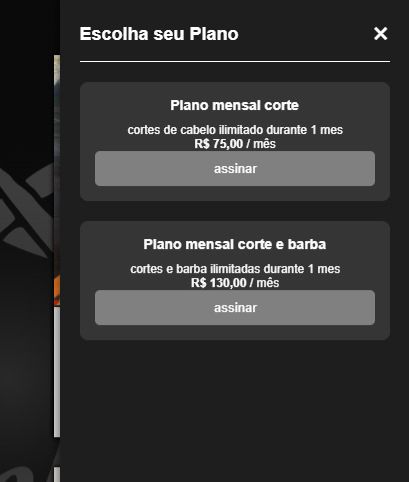 Escolha seu Plano ✕
Plano mensal corte
cortes de cabelo ilimitado durante 1 mes
R$ 75,00 / mês
assinar
Plano mensal corte e barba
cortes e barba ilimitadas durante 1 mes
R$ 130,00 / mês
assinar